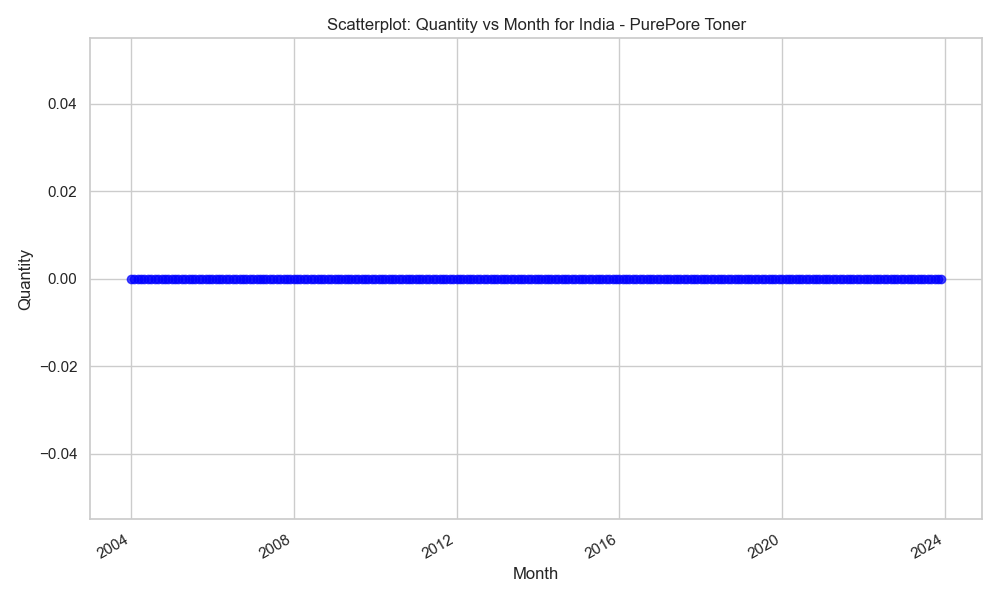 Scatterplot: Quantity vs Month for India - PurePore Toner
0.04
0.02
0.00
−0.02
−0.04
Quantity
2004 2008 2012 2016 2020 2024
Month